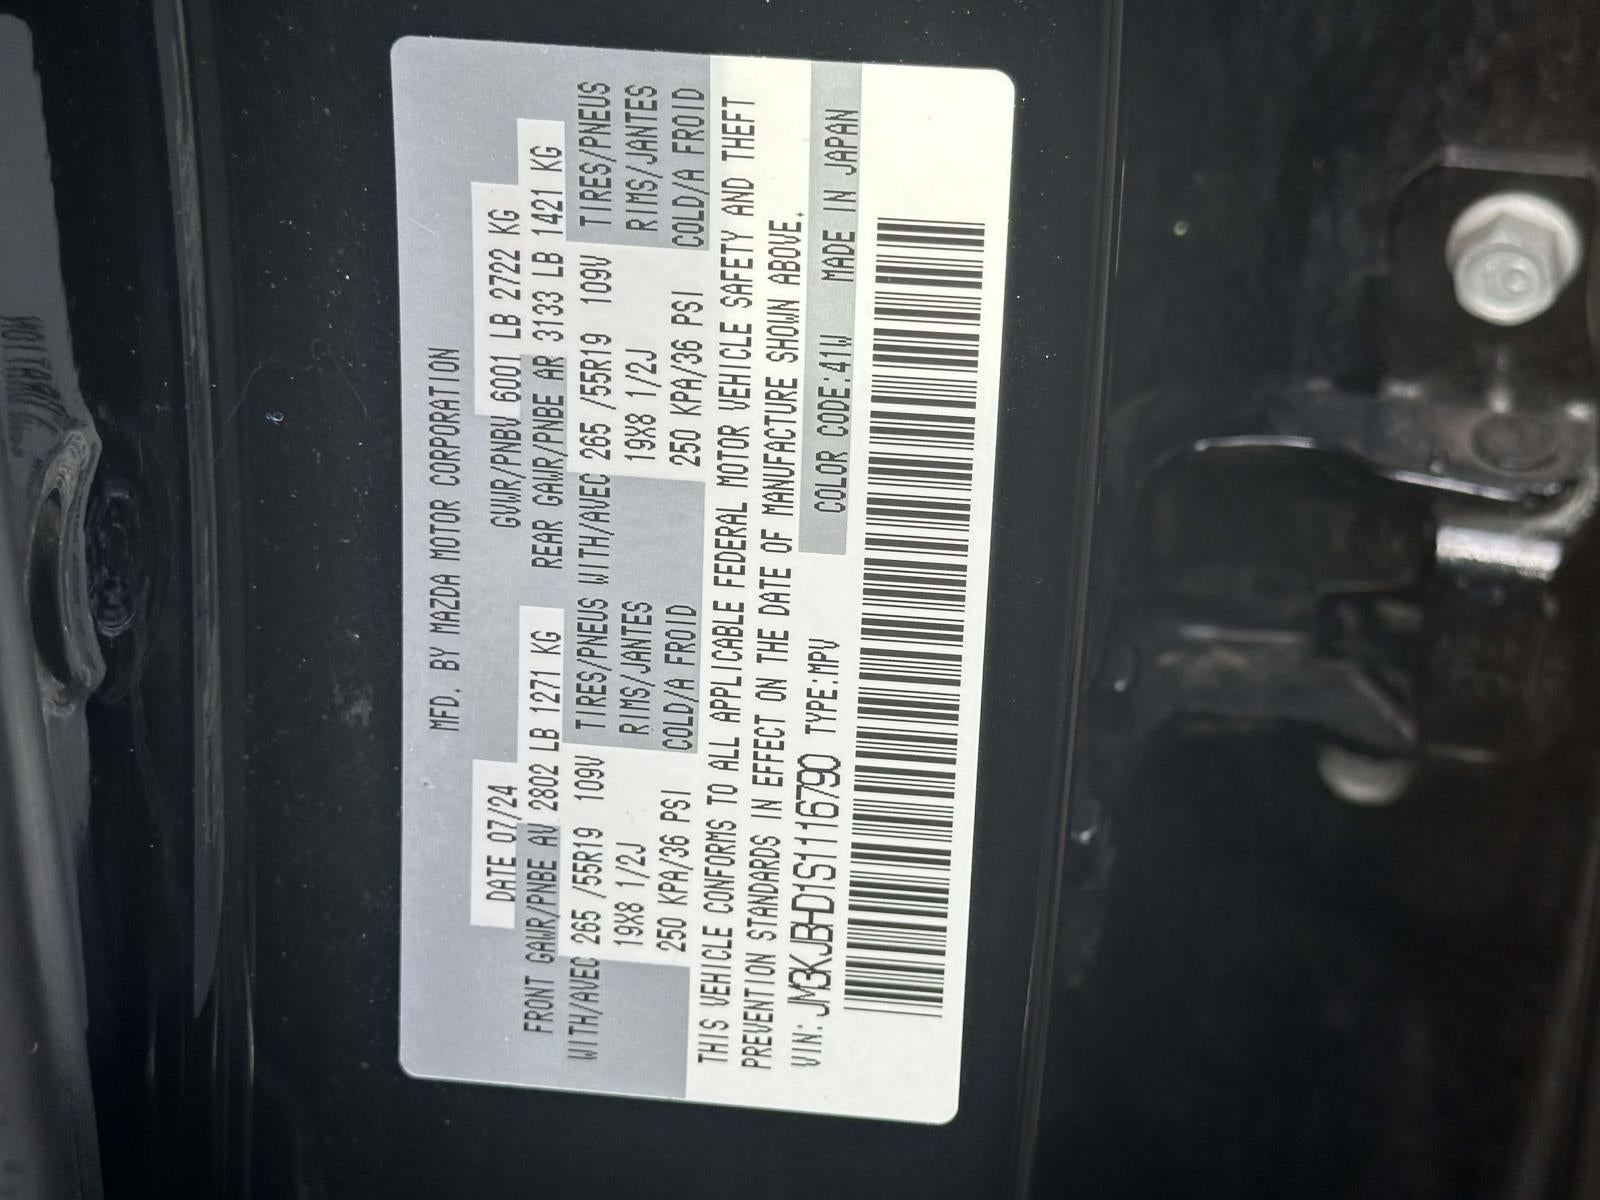 MFD. BY MAZDA MOTOR CORPORATION
DATE 07/24 GVWR/PNBV 6001 LB 2722 KG
FRONT GAWR/PNBE AV 2802 LB 1271 KG REAR GAWR/PNBE AR 3133 LB 1421 KG
WITH/AVEC 265 /55R19 109V TIRES/PNEUS WITH/AVEC 265 /55R19 109V TIRES/PNEUS
19X8 1/2J RIMS/JANTES 19X8 1/2J RIMS/JANTES
250 KPA/36 PSI COLD/A FROID 250 KPA/36 PSI COLD/A FROID
THIS VEHICLE CONFORMS TO ALL APPLICABLE FEDERAL MOTOR VEHICLE SAFETY AND THEFT
PREVENTION STANDARDS IN EFFECT ON THE DATE OF MANUFACTURE SHOWN ABOVE.
VIN: JM3KJBHD1S1116790 TYPE:MPV COLOR CODE:41W MADE IN JAPAN